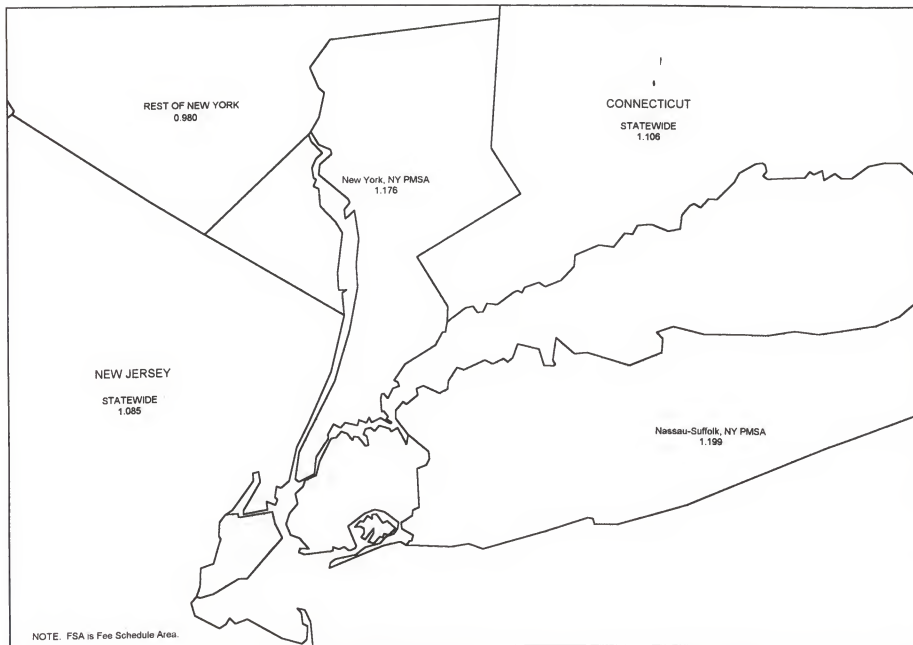 REST OF NEW YORK
0.980
CONNECTICUT
STATEWIDE
1.106
New York, NY PMSA
1.176
NEW JERSEY
STATEWIDE
1.085
Nassau-Suffolk, NY PMSA
1.199
NOTE. FSA is Fee Schedule Area.